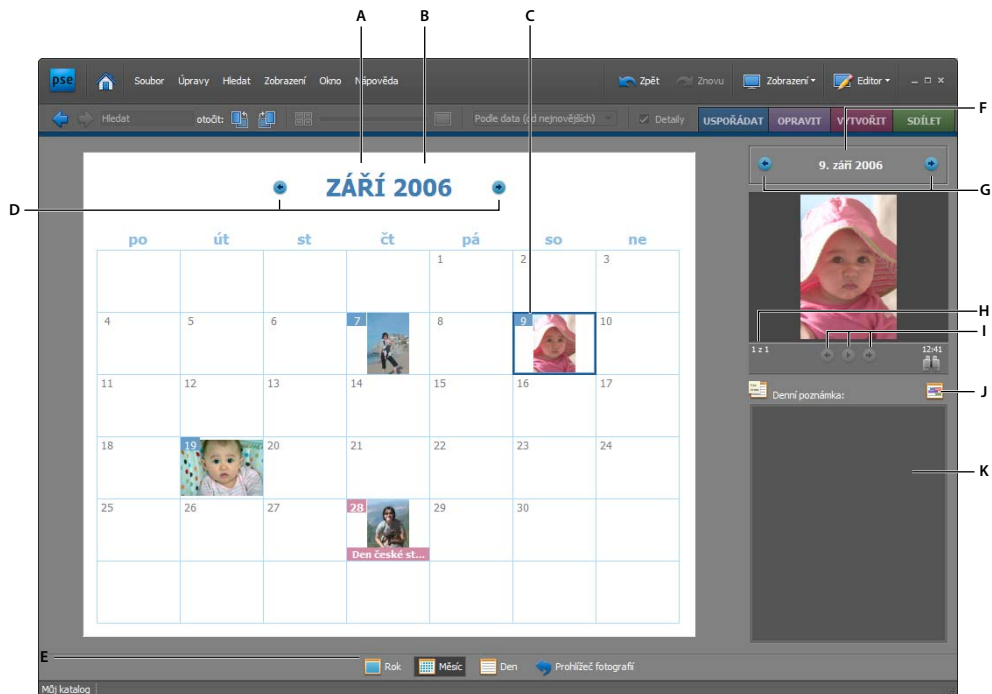 A
B
C
pse
Soubor Úpravy Hledat Zobrazení Okno Nápověda
Zpět Znovu Zobrazení Editor
F
Hledat
otočit:
Podle data (od nejnovějších)
Detaily
USPOŘÁDAT OPRAVIT VYTVOŘIT SDÍLET
9. září 2006
G
ZÁŘÍ 2006
D
po út st čt pá so ne
1 2 3
4 5 6 7 8 9 10
11 12 13 14 15 16 17
18 19 20 21 22 23 24
25 26 27 28 29 30
Den české st...
H
1 z 1
12:41
I
Denní poznámka:
J
K
E
Rok Měsíc Den Prohlížeč fotografií
Můj katalog